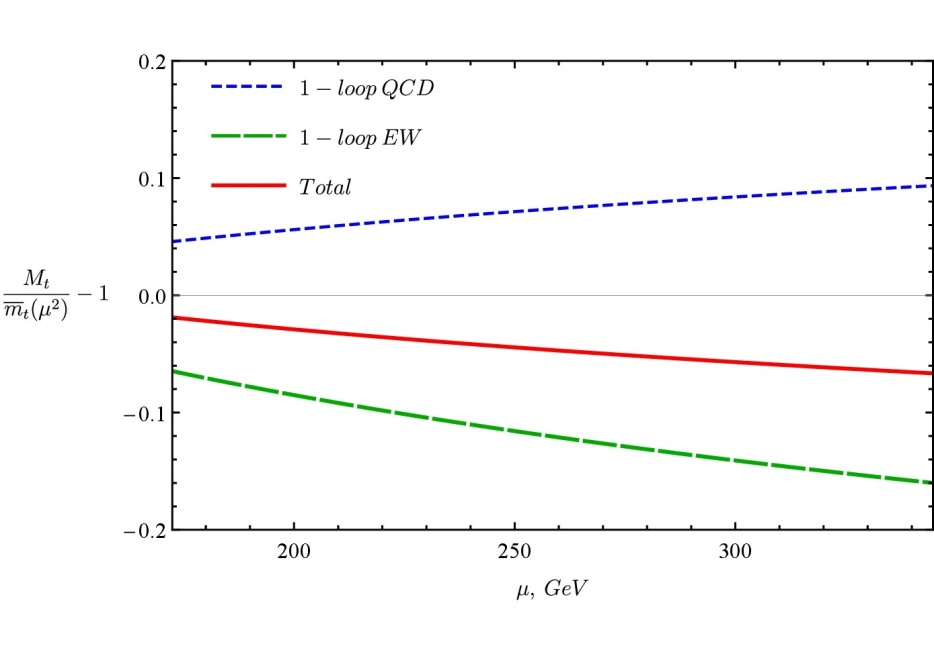 0.2
1 – loop QCD
1 – loop EW
0.1
Total
M_t / m̅_t(μ²) – 1
0.0
−0.1
−0.2
200 250 300
μ, GeV